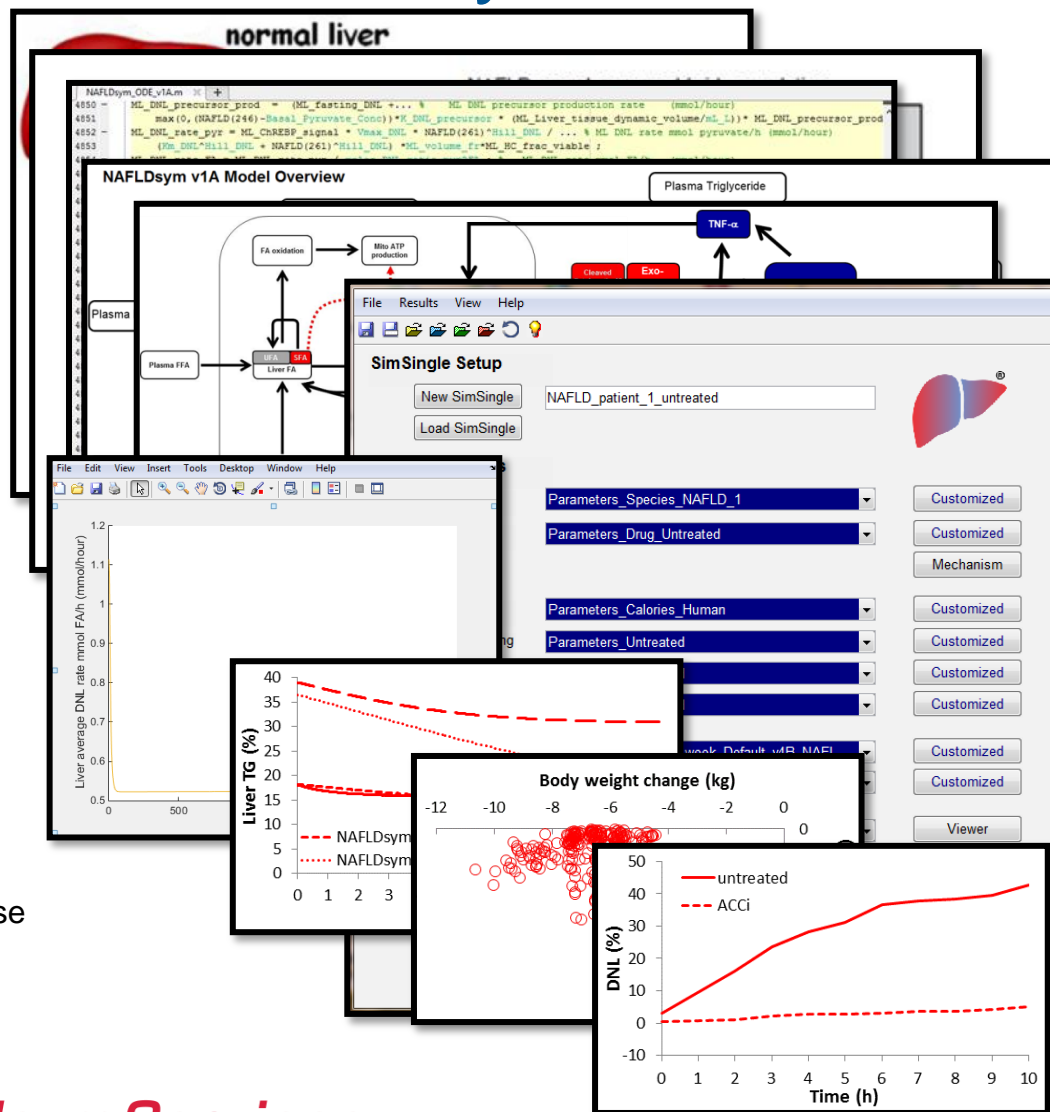 normal liver
NAFLDsym_ODE_v1A.m × +
4850 – ML_DNL_precursor_prod = (ML_fasting_DNL +... % ML DNL precursor production rate (mmol/hour)
4851 max(0,(NAFLD(246)-Basal_Pyruvate_Conc))*K_DNL_precursor * (ML_Liver_tissue_dynamic_volume/mL_L))* ML_DNL_precursor_prod
4852 – ML_DNL_rate_pyr = ML_ChREBP_signal * Vmax_DNL * NAFLD(261)^Hill_DNL / ... % ML DNL rate mmol pyruvate/h (mmol/hour)
4853 (Km_DNL^Hill_DNL + NAFLD(261)^Hill_DNL) *ML_volume_fr*ML_HC_frac_viable ;
NAFLDsym v1A Model Overview
Plasma Triglyceride
TNF-α
FA oxidation
Mito ATP
production
Cleaved
Exo-
Plasma
Plasma FFA
UFA SFA
Liver FA
File Results View Help
SimSingle Setup
New SimSingle NAFLD_patient_1_untreated
®
Load SimSingle
Parameters_Species_NAFLD_1 Customized
Parameters_Drug_Untreated Customized
Mechanism
Parameters_Calories_Human Customized
Parameters_Untreated Customized
Customized
Customized
Customized
Customized
Viewer
File Edit View Insert Tools Desktop Window Help
Liver average DNL rate mmol FA/h (mmol/hour)
1.2
1.1
1
0.9
0.8
0.7
0.6
0.5
0 500
Liver TG (%)
40
35
30
25
20
15
10
5
0
NAFLDsym
NAFLDsym
0 1 2 3
Body weight change (kg)
-12 -10 -8 -6 -4 -2 0
0
DNL (%)
50
40
30
20
10
0
-10
untreated
ACCi
0 1 2 3 4 5 6 7 8 9 10
Time (h)
se